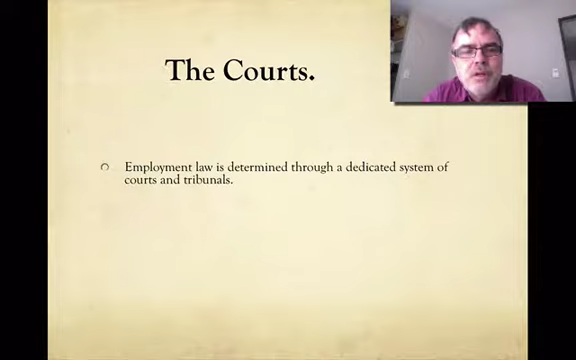 The Courts.
Employment law is determined through a dedicated system of
courts and tribunals.